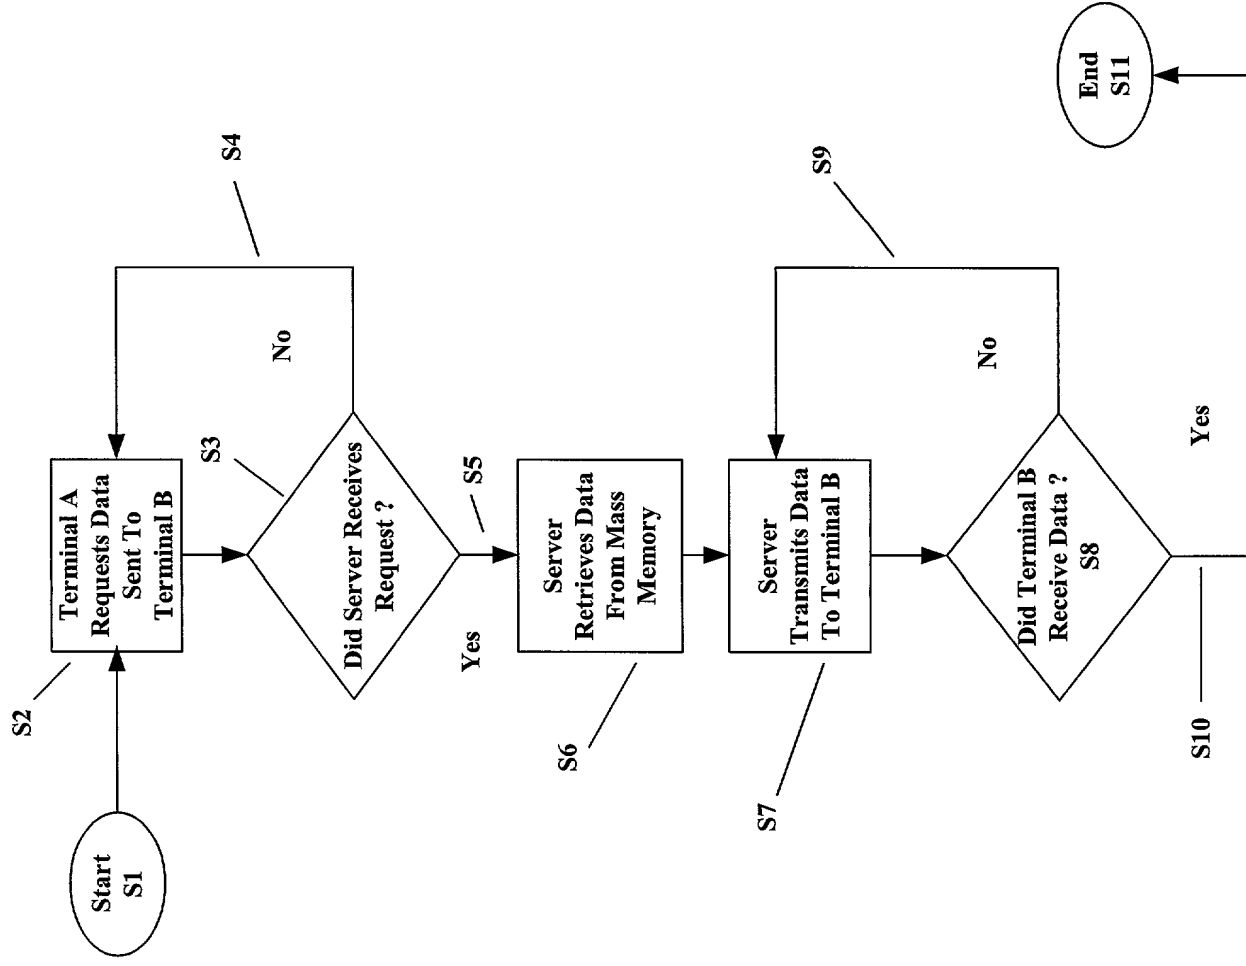 Start
S1
S2
Terminal A
Requests Data
Sent To
Terminal B
S3
Did Server Receives
Request ?
No
S4
Yes
S5
S6
Server
Retrieves Data
From Mass
Memory
S7
Server
Transmits Data
To Terminal B
Did Terminal B
Receive Data ?
S8
No
S9
S10
Yes
End
S11